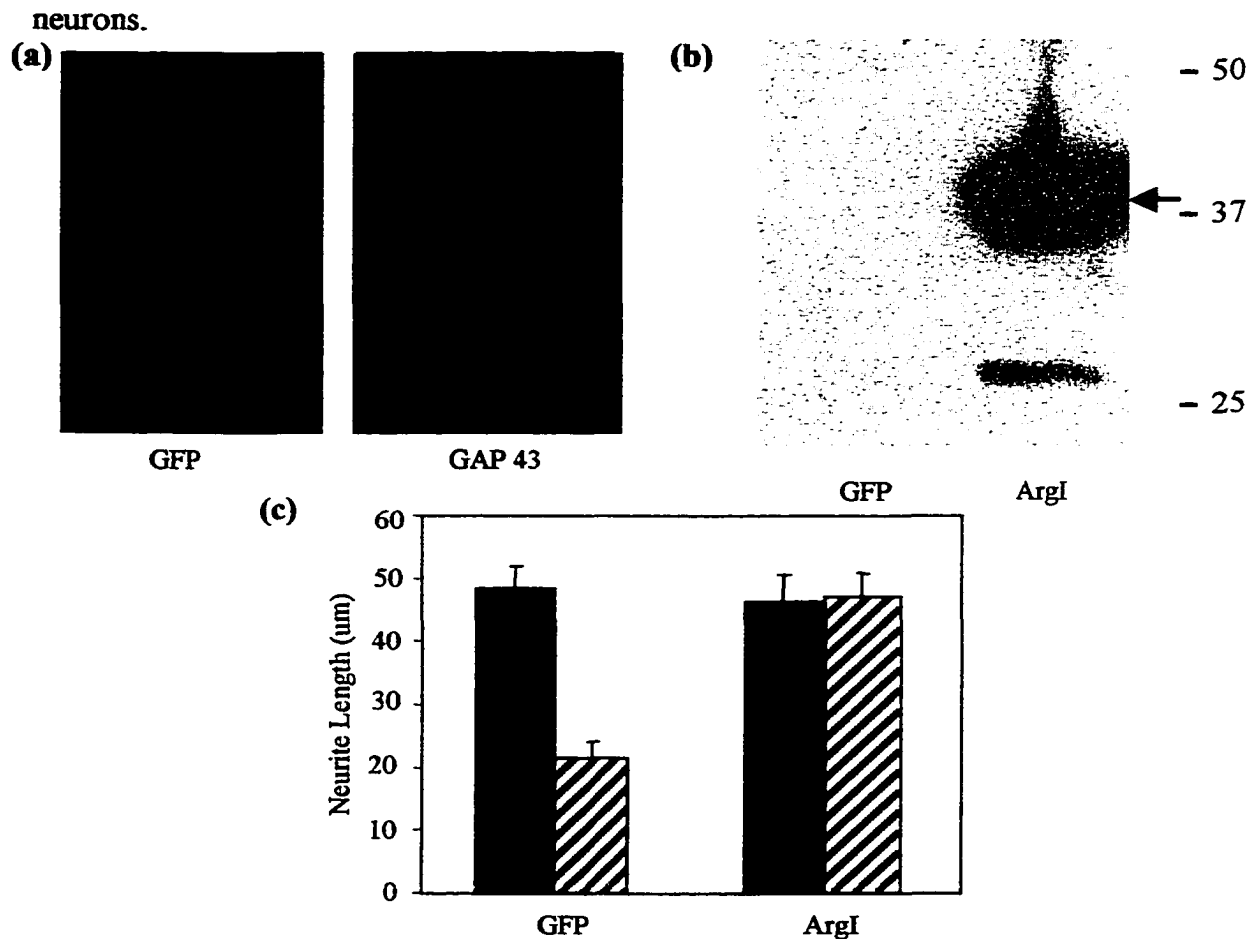 neurons.
(a)
(b)
- 50
- 37
- 25
GFP
GAP 43
GFP ArgI
(c)
60
50
40
30
20
10
0
Neurite Length (um)
GFP
ArgI